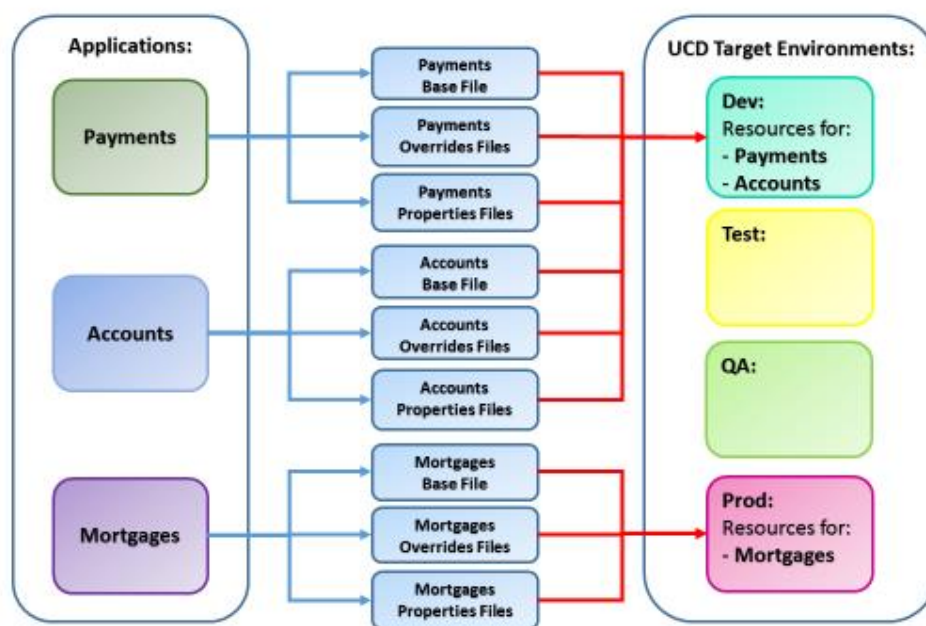 Applications:
Payments
Accounts
Mortgages
Payments
Base File
Payments
Overrides Files
Payments
Properties Files
Accounts
Base File
Accounts
Overrides Files
Accounts
Properties Files
Mortgages
Base File
Mortgages
Overrides Files
Mortgages
Properties Files
UCD Target Environments:
Dev:
Resources for:
- Payments
- Accounts
Test:
QA:
Prod:
Resources for:
- Mortgages